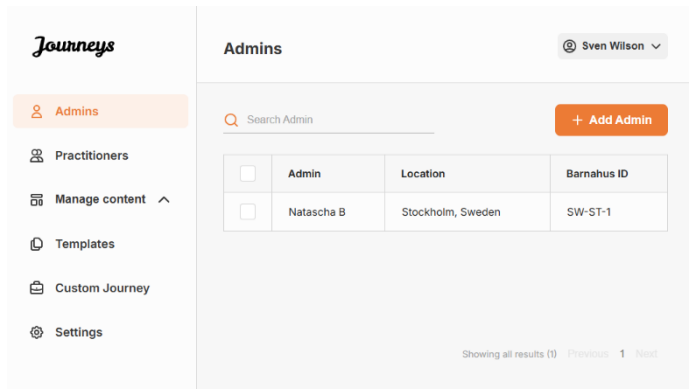 Journeys
Admins
Practitioners
Manage content
Templates
Custom Journey
Settings
Admins
Sven Wilson
Search Admin
+ Add Admin
Admin Location Barnahus ID
Natascha B Stockholm, Sweden SW-ST-1
Showing all results (1) Previous 1 Next